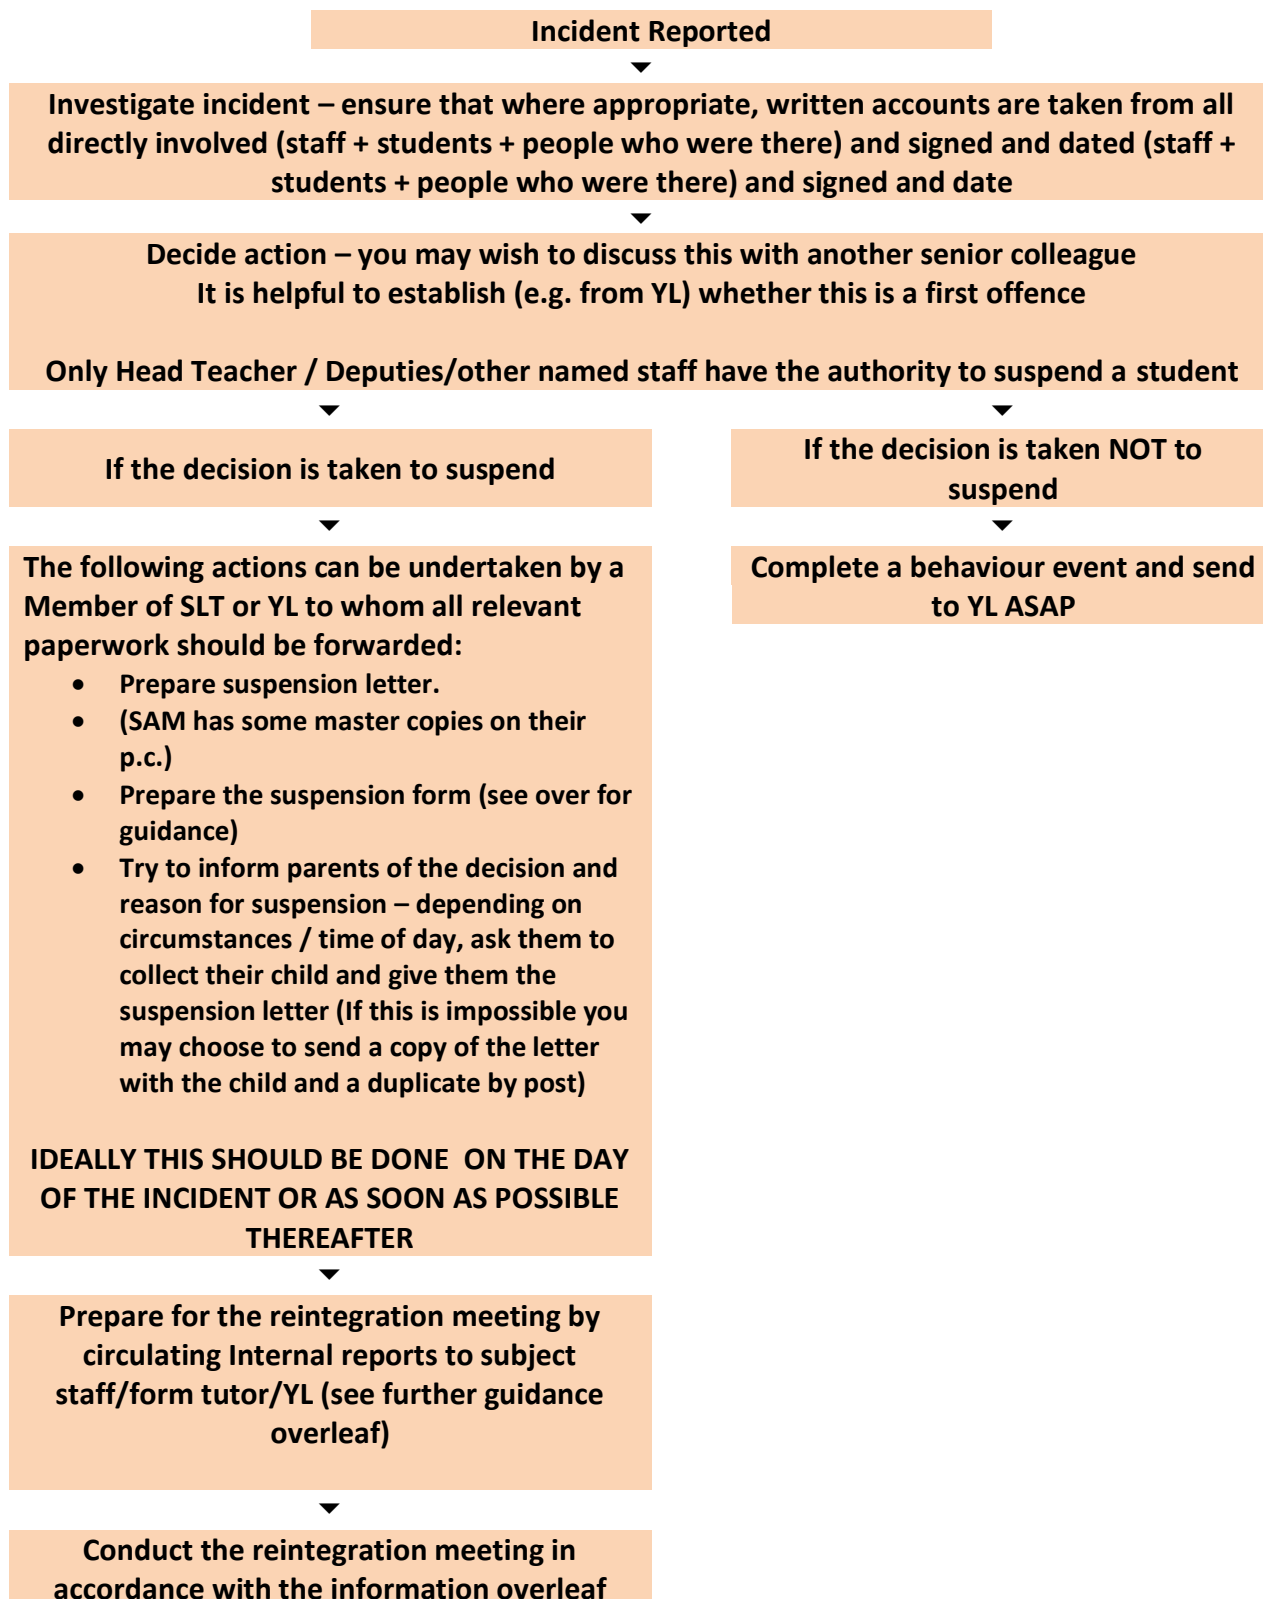 Incident Reported
Investigate incident – ensure that where appropriate, written accounts are taken from all
directly involved (staff + students + people who were there) and signed and dated (staff +
students + people who were there) and signed and date
Decide action – you may wish to discuss this with another senior colleague
It is helpful to establish (e.g. from YL) whether this is a first offence
Only Head Teacher / Deputies/other named staff have the authority to suspend a student
If the decision is taken to suspend
If the decision is taken NOT to
suspend
The following actions can be undertaken by a
Member of SLT or YL to whom all relevant
paperwork should be forwarded:
• Prepare suspension letter.
• (SAM has some master copies on their
p.c.)
• Prepare the suspension form (see over for
guidance)
• Try to inform parents of the decision and
reason for suspension – depending on
circumstances / time of day, ask them to
collect their child and give them the
suspension letter (If this is impossible you
may choose to send a copy of the letter
with the child and a duplicate by post)
IDEALLY THIS SHOULD BE DONE ON THE DAY
OF THE INCIDENT OR AS SOON AS POSSIBLE
THEREAFTER
Complete a behaviour event and send
to YL ASAP
Prepare for the reintegration meeting by
circulating Internal reports to subject
staff/form tutor/YL (see further guidance
overleaf)
Conduct the reintegration meeting in
accordance with the information overleaf